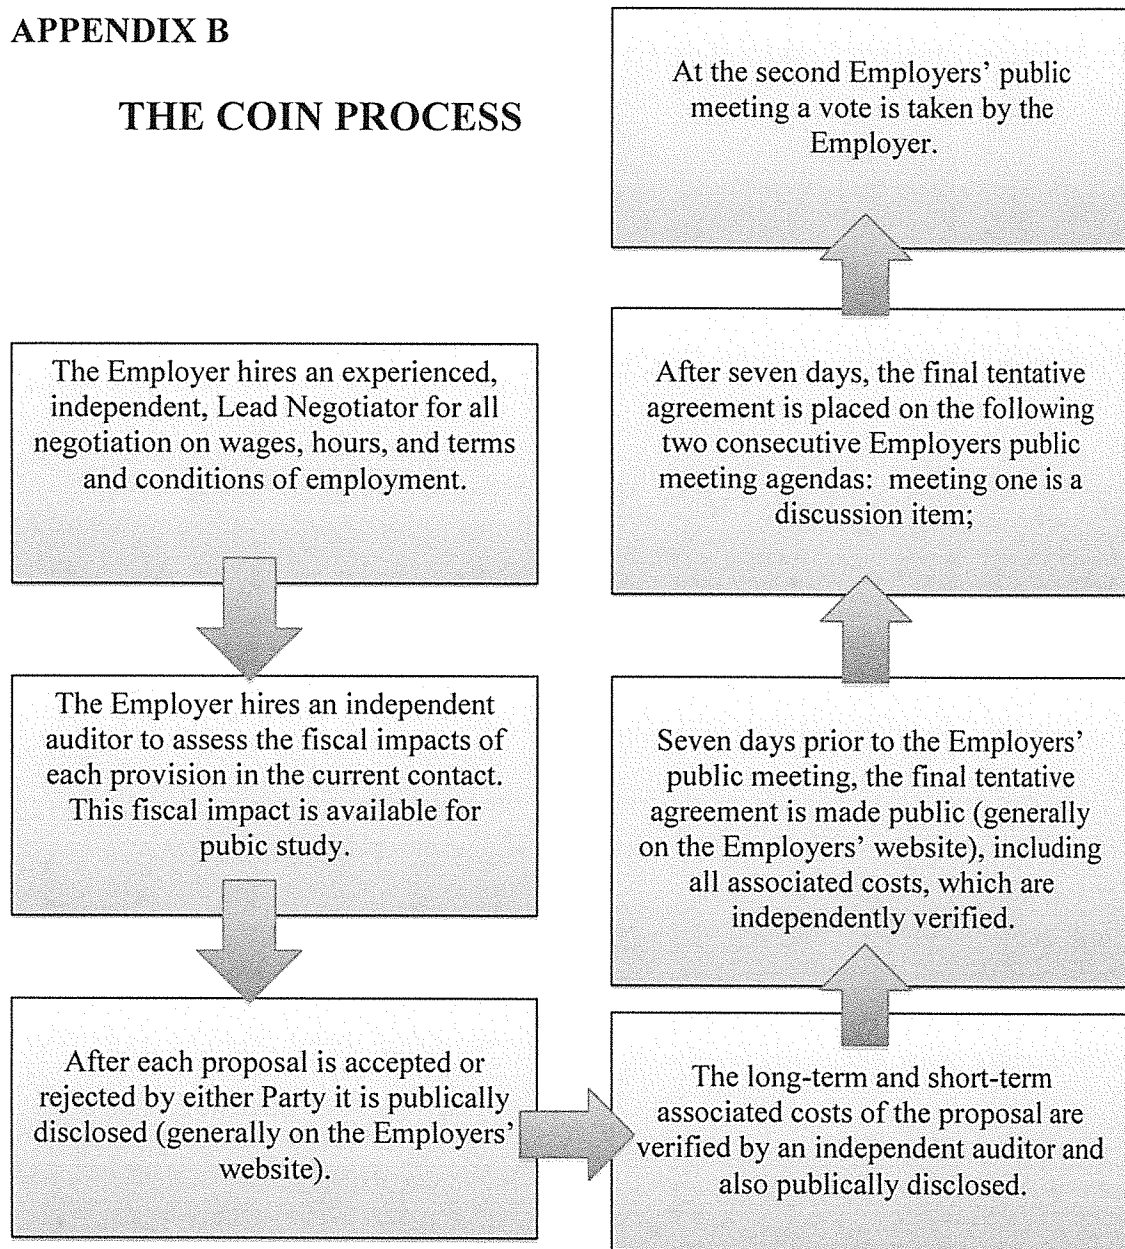 APPENDIX B
THE COIN PROCESS
The Employer hires an experienced,
independent, Lead Negotiator for all
negotiation on wages, hours, and terms
and conditions of employment.
The Employer hires an independent
auditor to assess the fiscal impacts of
each provision in the current contact.
This fiscal impact is available for
pubic study.
After each proposal is accepted or
rejected by either Party it is publically
disclosed (generally on the Employers’
website).
The long-term and short-term
associated costs of the proposal are
verified by an independent auditor and
also publically disclosed.
Seven days prior to the Employers’
public meeting, the final tentative
agreement is made public (generally
on the Employers’ website), including
all associated costs, which are
independently verified.
After seven days, the final tentative
agreement is placed on the following
two consecutive Employers public
meeting agendas: meeting one is a
discussion item;
At the second Employers’ public
meeting a vote is taken by the
Employer.